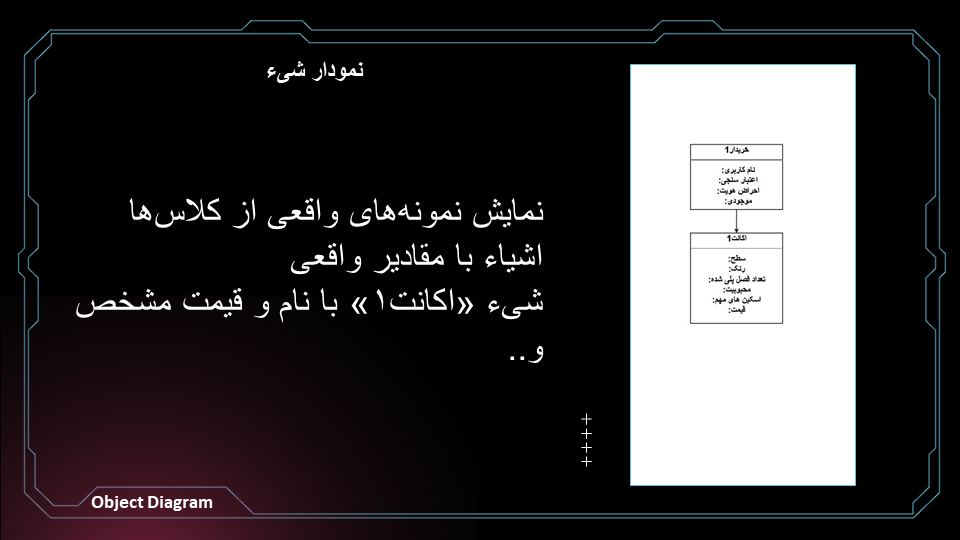 نمودار شیء
نمایش نمونه‌های واقعی از کلاس‌ها
اشیاء با مقادیر واقعی
شیء «اکانت۱» با نام و قیمت مشخص
و..
خریدار1
نام کاربری:
اعتبار سنجی:
احراض هویت:
موجودی:
اکانت1
سطح:
رنک:
تعداد فصل پلی شده:
محبوبیت:
اسکین های مهم:
قیمت:
Object Diagram